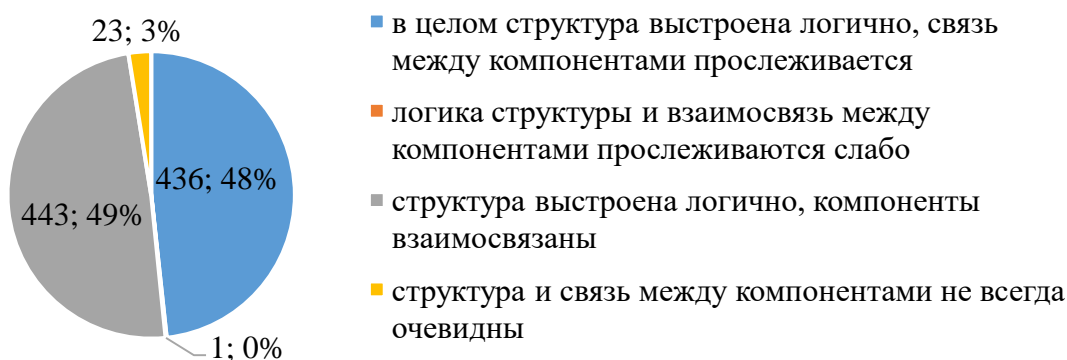 23; 3%
436; 48%
443; 49%
1; 0%
в целом структура выстроена логично, связь
между компонентами прослеживается
логика структуры и взаимосвязь между
компонентами прослеживаются слабо
структура выстроена логично, компоненты
взаимосвязаны
структура и связь между компонентами не всегда
очевидны